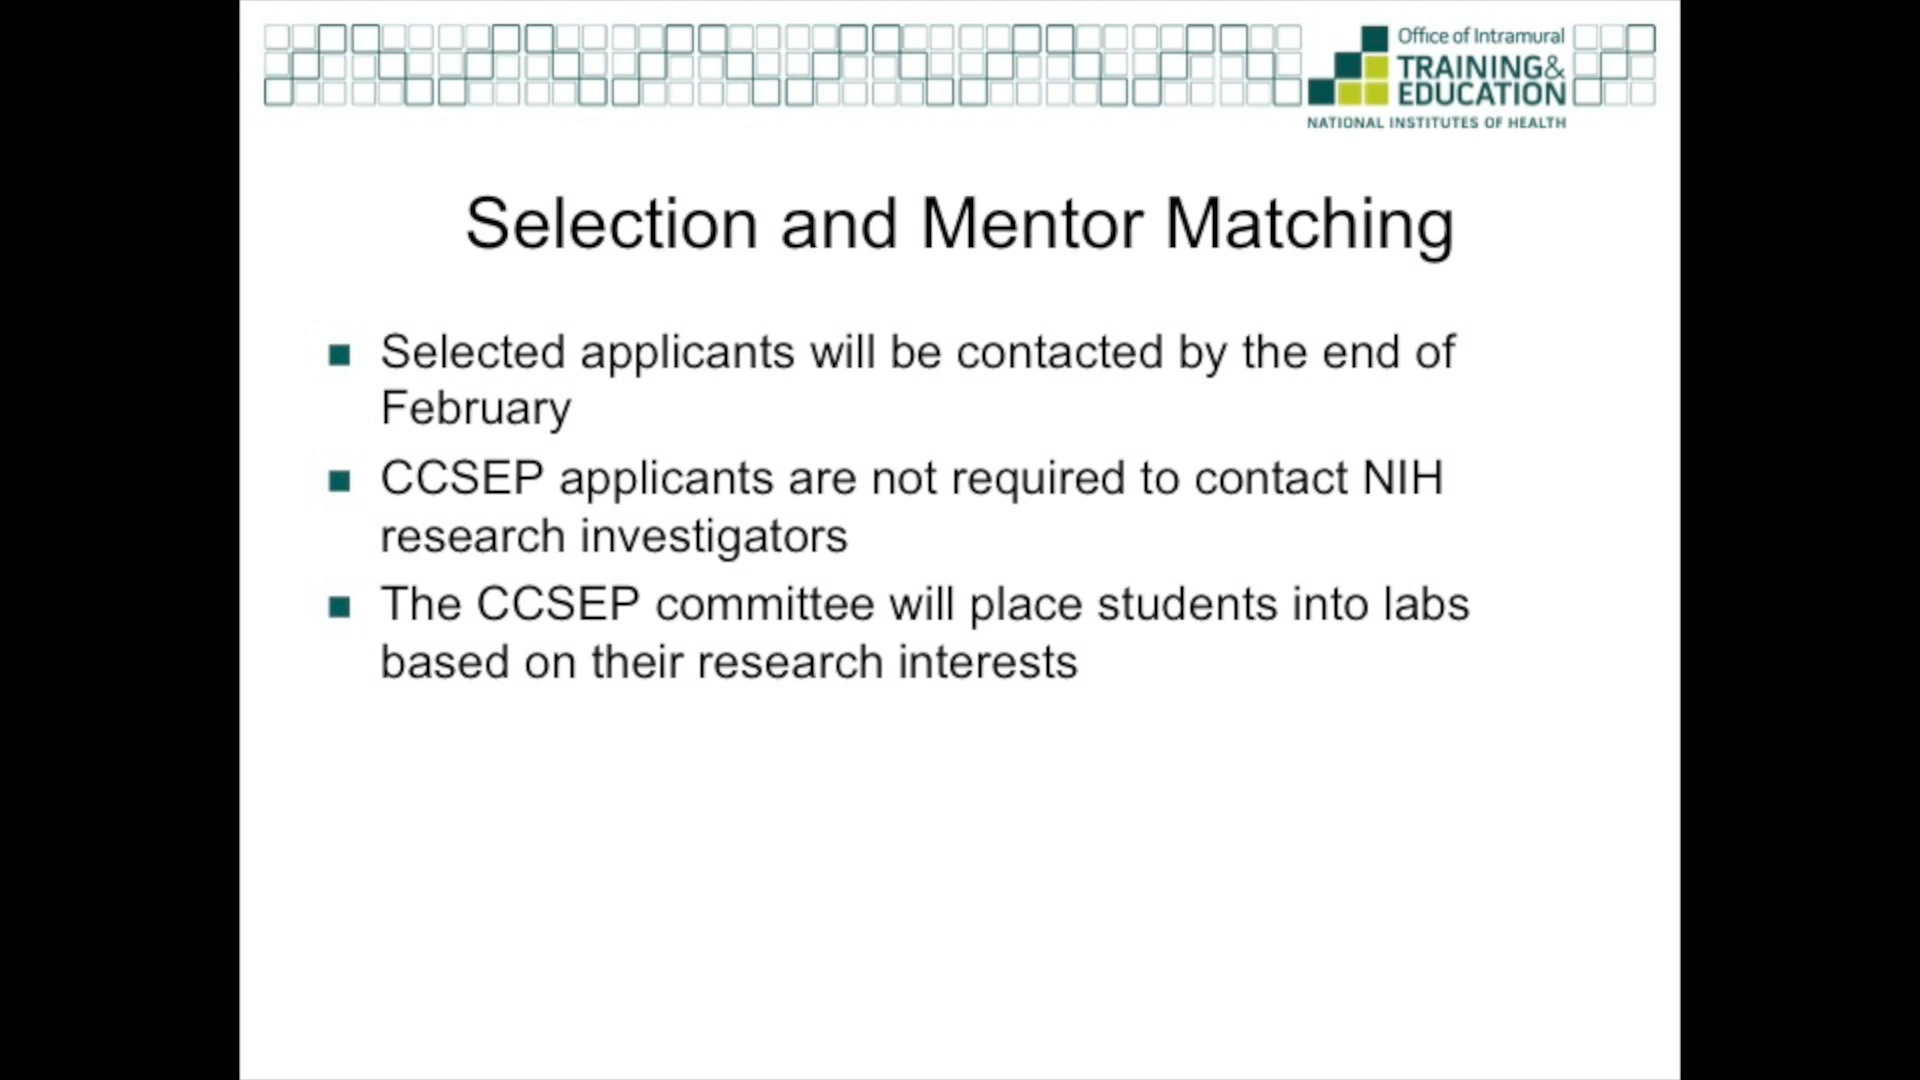 Office of Intramural
TRAINING&
EDUCATION
NATIONAL INSTITUTES OF HEALTH
Selection and Mentor Matching
Selected applicants will be contacted by the end of
February
CCSEP applicants are not required to contact NIH
research investigators
The CCSEP committee will place students into labs
based on their research interests